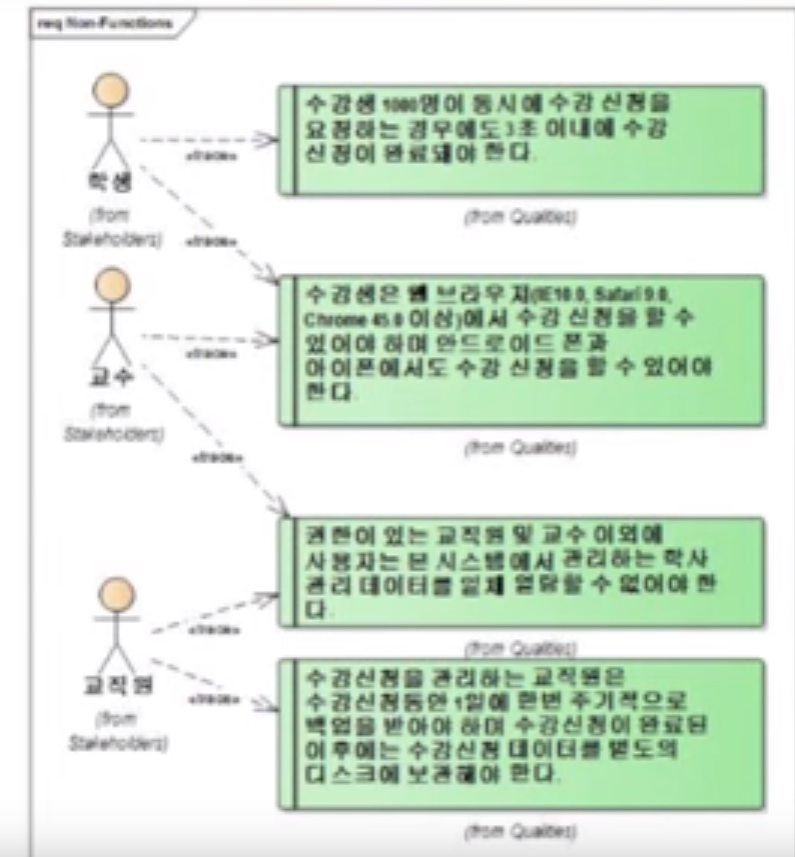 req Non-Functions
학생
(from
Stakeholders)
«trace»
«trace»
수강생 1000명이 동시에 수강 신청을
요청하는 경우에도 3초 이내에 수강
신청이 완료돼야 한다.
(from Qualities)
교수
(from
Stakeholders)
«trace»
«trace»
수강생은 웹 브라우저(IE10.0, Safari 9.0,
Chrome 45.0 이상)에서 수강 신청을 할 수
있어야 하며 안드로이드 폰과
아이폰에서도 수강 신청을 할 수 있어야
한다.
(from Qualities)
권한이 있는 교직원 및 교수 이외에
사용자는 본 시스템에서 관리하는 학사
관리 데이터를 일체 열람할 수 없어야 한
다.
(from Qualities)
교직원
(from
Stakeholders)
«trace»
«trace»
수강신청을 관리하는 교직원은
수강신청동안 1일에 한번 주기적으로
백업을 받아야 하며 수강신청이 완료된
이후에는 수강신청 데이터를 별도의
디스크에 보관해야 한다.
(from Qualities)